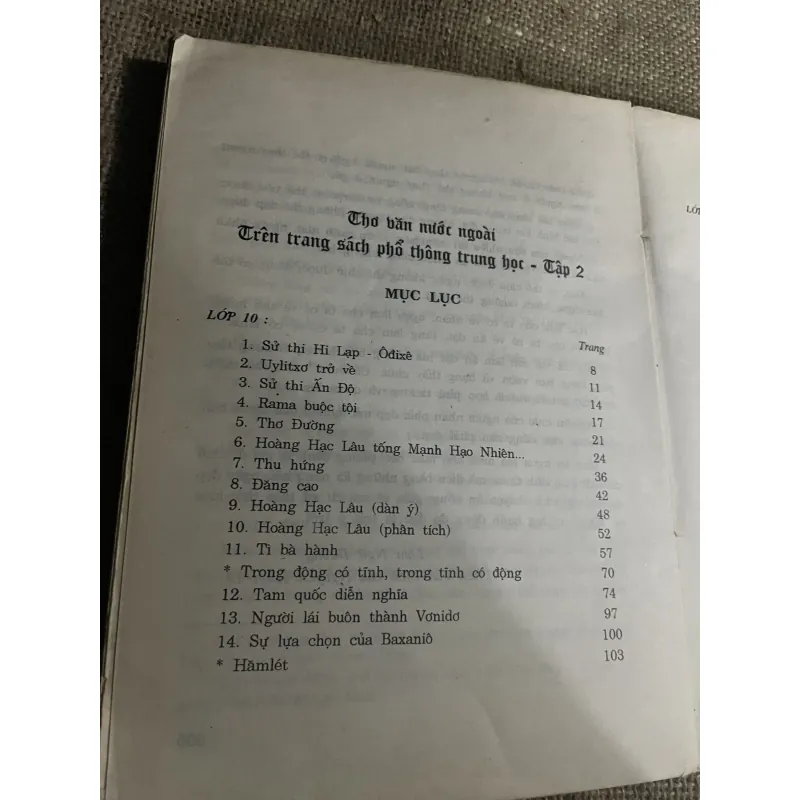 Thơ văn nước ngoài
Trên trang sách phổ thông trung học - Tập 2
MỤC LỤC
LỚP 10 :
Trang
1. Sử thi Hi Lạp - Ôđixê 8
2. Uylitxơ trở về 11
3. Sử thi Ấn Độ 14
4. Rama buộc tội 17
5. Thơ Đường 21
6. Hoàng Hạc Lâu tống Mạnh Hạo Nhiên... 24
7. Thu hứng 36
8. Đăng cao 42
9. Hoàng Hạc Lâu (dàn ý) 48
10. Hoàng Hạc Lâu (phân tích) 52
11. Tì bà hành 57
* Trong động có tĩnh, trong tĩnh có động 70
12. Tam quốc diễn nghĩa 74
13. Người lái buôn thành Vơnidơ 97
14. Sự lựa chọn của Baxaniô 100
* Hămlét 103